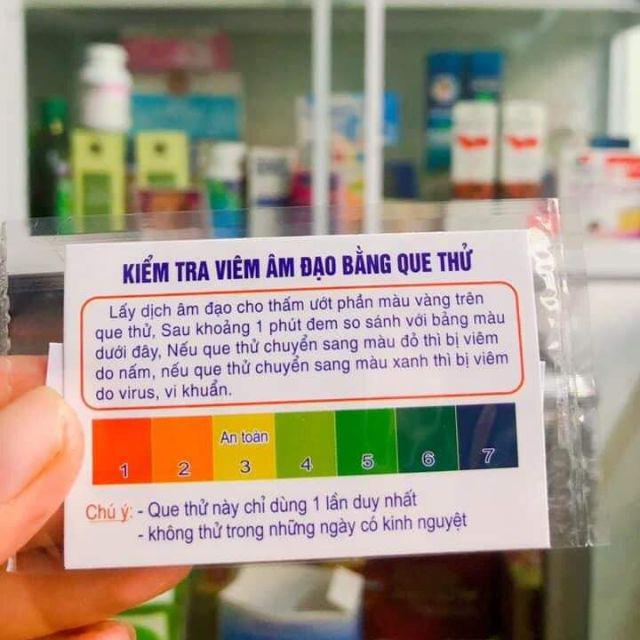 KIỂM TRA VIÊM ÂM ĐẠO BẰNG QUE THỬ
Lấy dịch âm đạo cho thấm ướt phần màu vàng trên
que thử, Sau khoảng 1 phút đem so sánh với bảng màu
dưới đây, Nếu que thử chuyển sang màu đỏ thì bị viêm
do nấm, nếu que thử chuyển sang màu xanh thì bị viêm
do virus, vi khuẩn.
An toàn
1 2 3 4 5 6 7
Chú ý: - Que thử này chỉ dùng 1 lần duy nhất
- không thử trong những ngày có kinh nguyệt